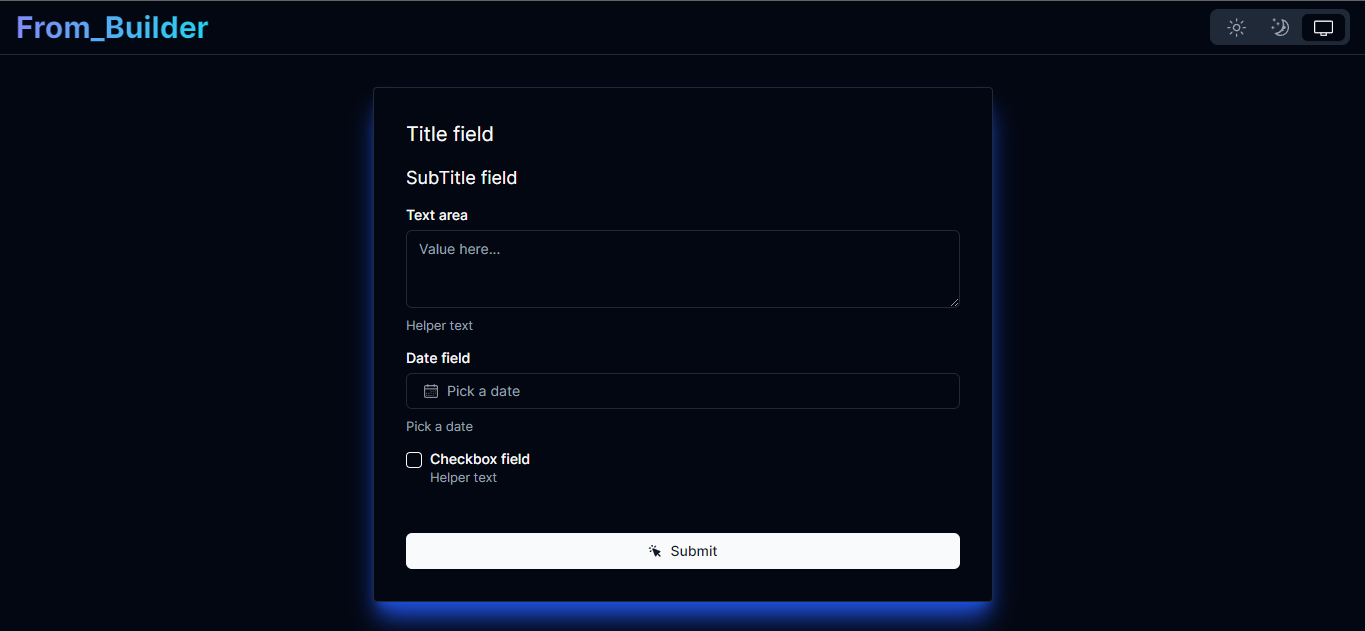 From_Builder
Title field
SubTitle field
Text area
Value here...
Helper text
Date field
Pick a date
Pick a date
Checkbox field
Helper text
Submit